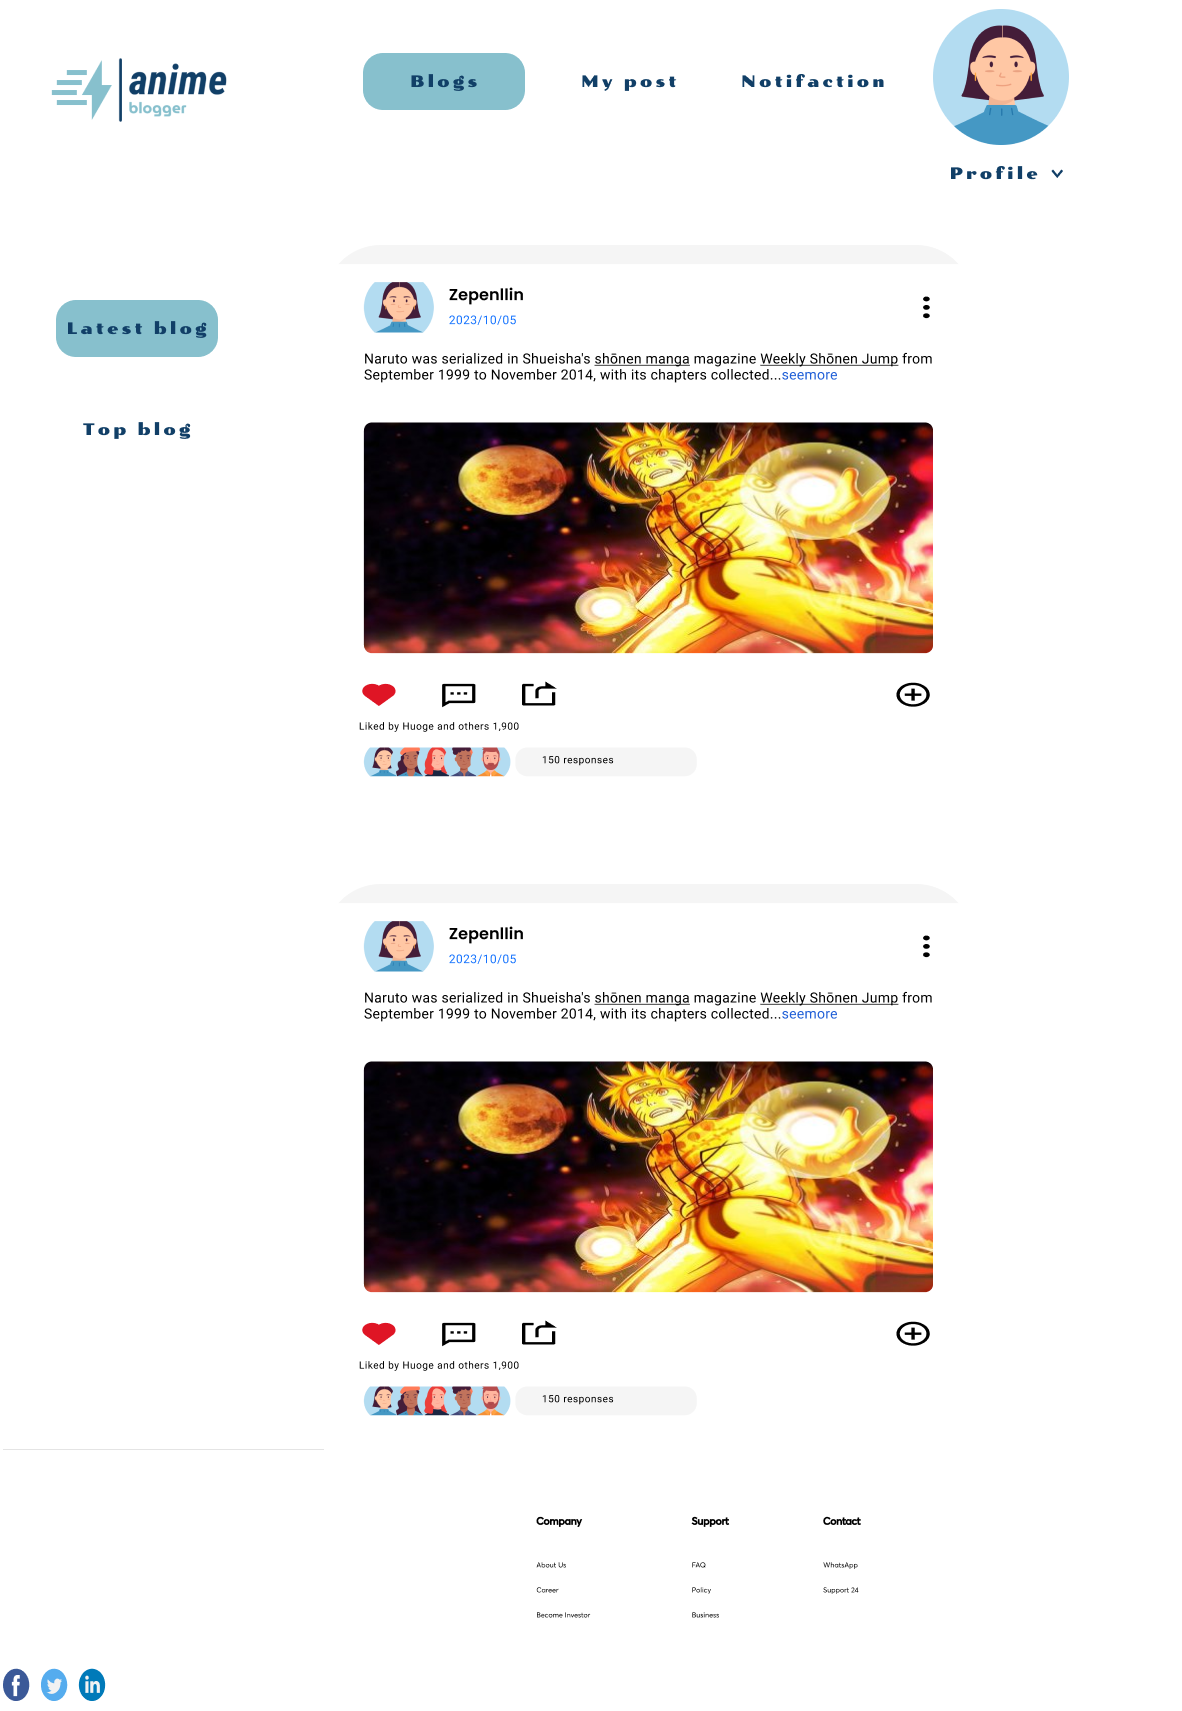 anime
blogger
Blogs
My post
Notifaction
Profile
Latest blog
Top blog
Zepenllin
2023/10/05
Naruto was serialized in Shueisha's shōnen manga magazine Weekly Shōnen Jump from
September 1999 to November 2014, with its chapters collected...seemore
Liked by Huoge and others 1,900
150 responses
Zepenllin
2023/10/05
Naruto was serialized in Shueisha's shōnen manga magazine Weekly Shōnen Jump from
September 1999 to November 2014, with its chapters collected...seemore
Liked by Huoge and others 1,900
150 responses
Company
About Us
Career
Become Investor
Support
FAQ
Policy
Business
Contact
WhatsApp
Support 24
f
in